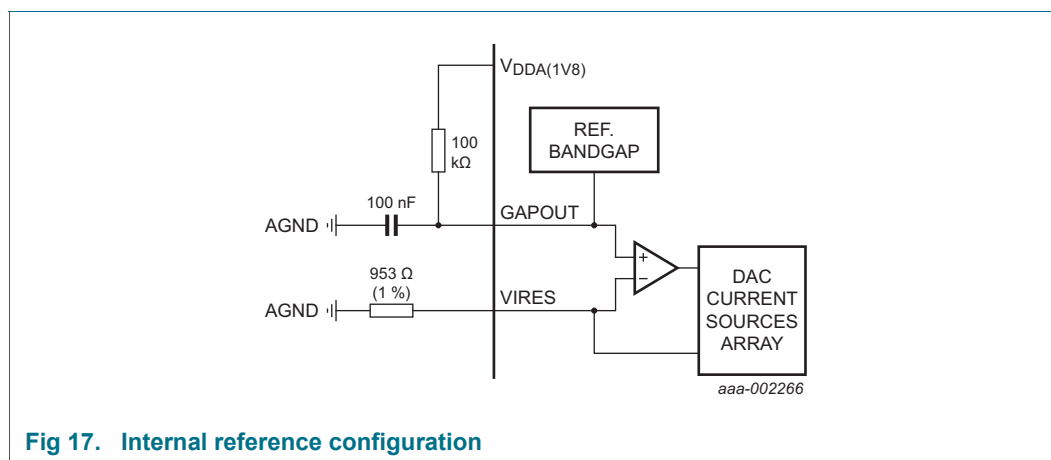 VDDA(1V8)
100
kΩ
REF.
BANDGAP
100 nF
AGND
GAPOUT
+
−
953 Ω
(1 %)
AGND
VIRES
DAC
CURRENT
SOURCES
ARRAY
aaa-002266
Fig 17. Internal reference configuration